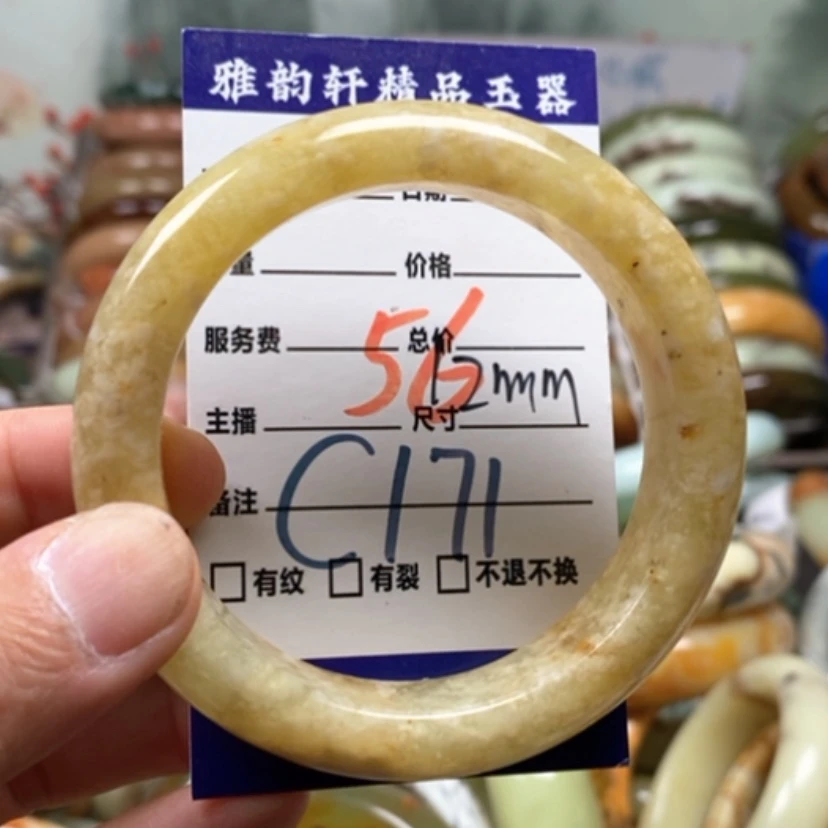 雅韵轩精品玉器
日期
量 价格
服务费 总价
56
12mm
主播 尺寸
C171
备注
有纹 有裂 不退不换